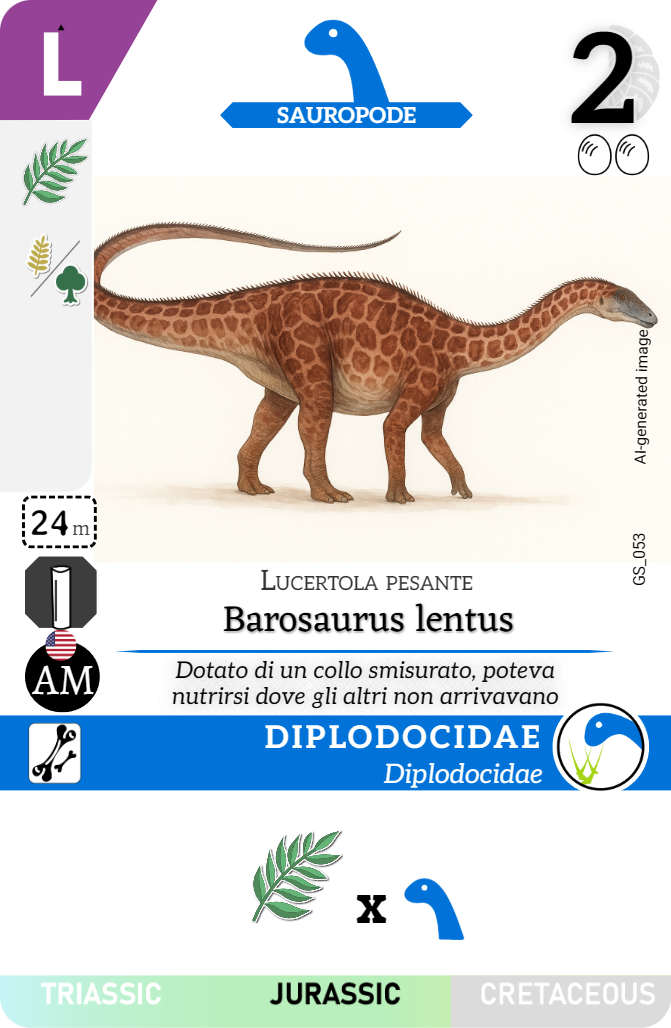 L
SAUROPODE
2
AI-generated image
GS_053
24 m
LUCERTOLA PESANTE
Barosaurus lentus
AM
Dotato di un collo smisurato, poteva
nutrirsi dove gli altri non arrivavano
DIPLODOCIDAE
Diplodocidae
x
TRIASSIC JURASSIC CRETACEOUS